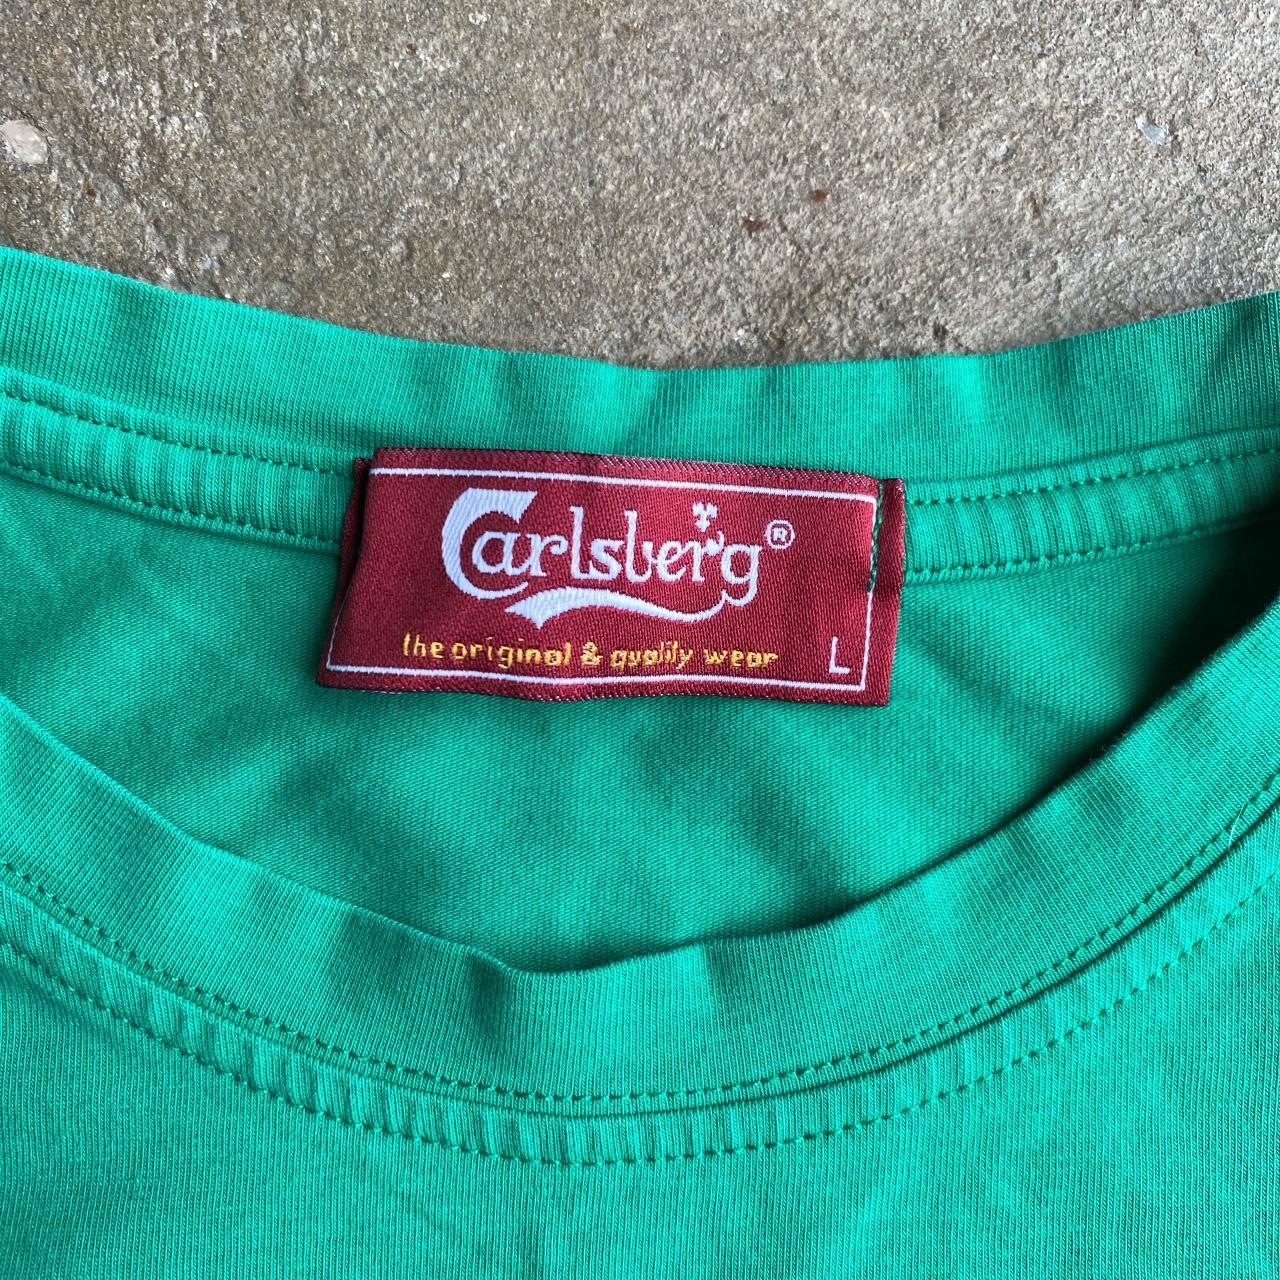 Carlsberg®
the original & quality wear
L